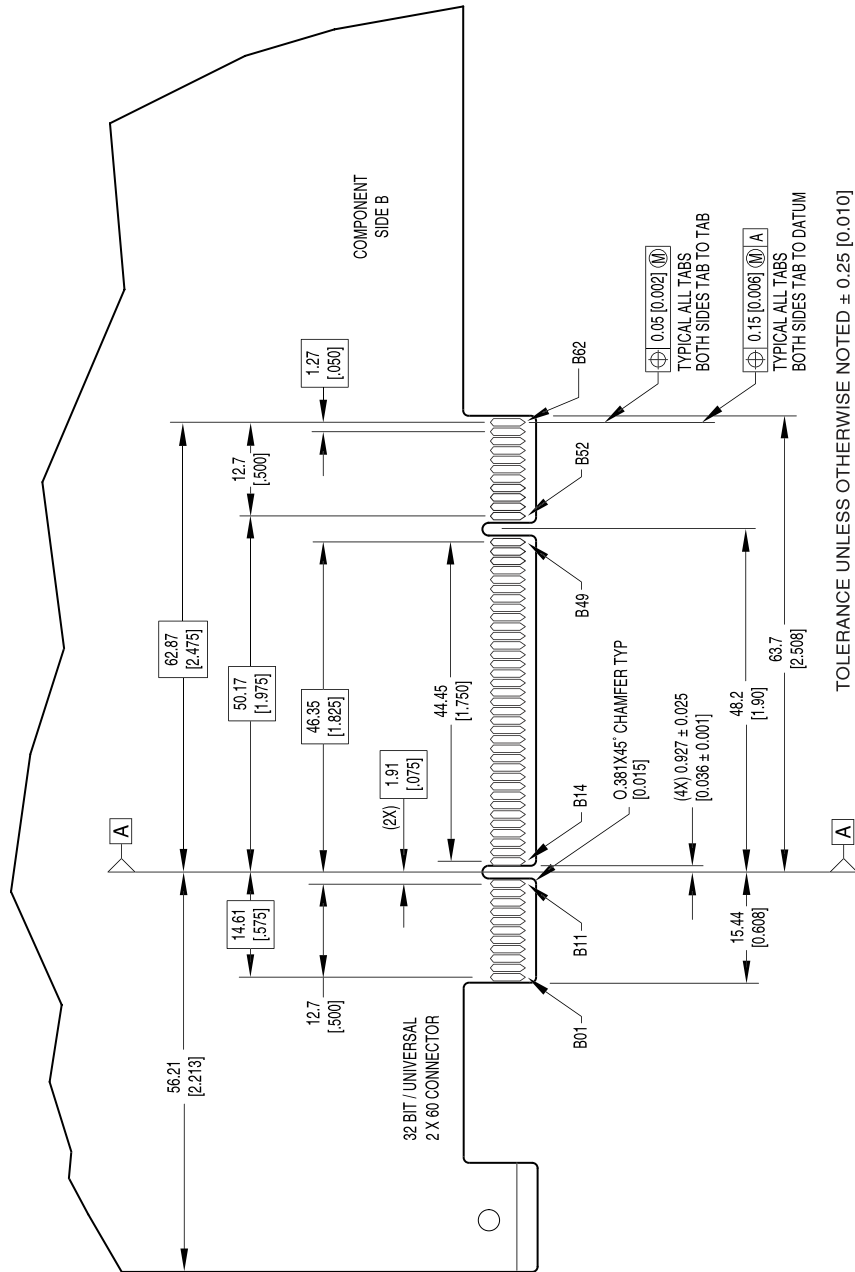 COMPONENT
SIDE B
1.27
[.050]
12.7
[.500]
62.87
[2.475]
50.17
[1.975]
46.35
[1.825]
44.45
[1.750]
(2X)
1.91
[.075]
A
14.61
[.575]
12.7
[.500]
56.21
[2.213]
32 BIT / UNIVERSAL
2 X 60 CONNECTOR
B01
B11
B14
B49
B52
B62
O.381X45° CHAMFER TYP
[0.015]
(4X) 0.927 ± 0.025
[0.036 ± 0.001]
15.44
[0.608]
48.2
[1.90]
63.7
[2.508]
A
⌖ 0.05 [0.002] Ⓜ
TYPICAL ALL TABS
BOTH SIDES TAB TO TAB
⌖ 0.15 [0.006] Ⓜ A
TYPICAL ALL TABS
BOTH SIDES TAB TO DATUM
TOLERANCE UNLESS OTHERWISE NOTED ± 0.25 [0.010]